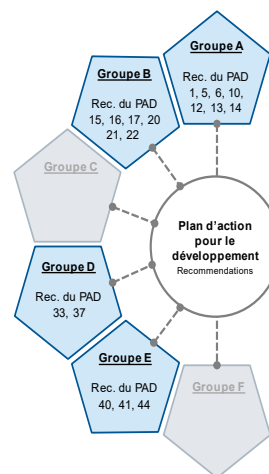 Groupe A
Rec. du PAD
1, 5, 6, 10,
12, 13, 14
Groupe B
Rec. du PAD
15, 16, 17, 20
21, 22
Groupe C
Plan d'action
pour le
développement
Recommendations
Groupe D
Rec. du PAD
33, 37
Groupe E
Rec. du PAD
40, 41, 44
Groupe F